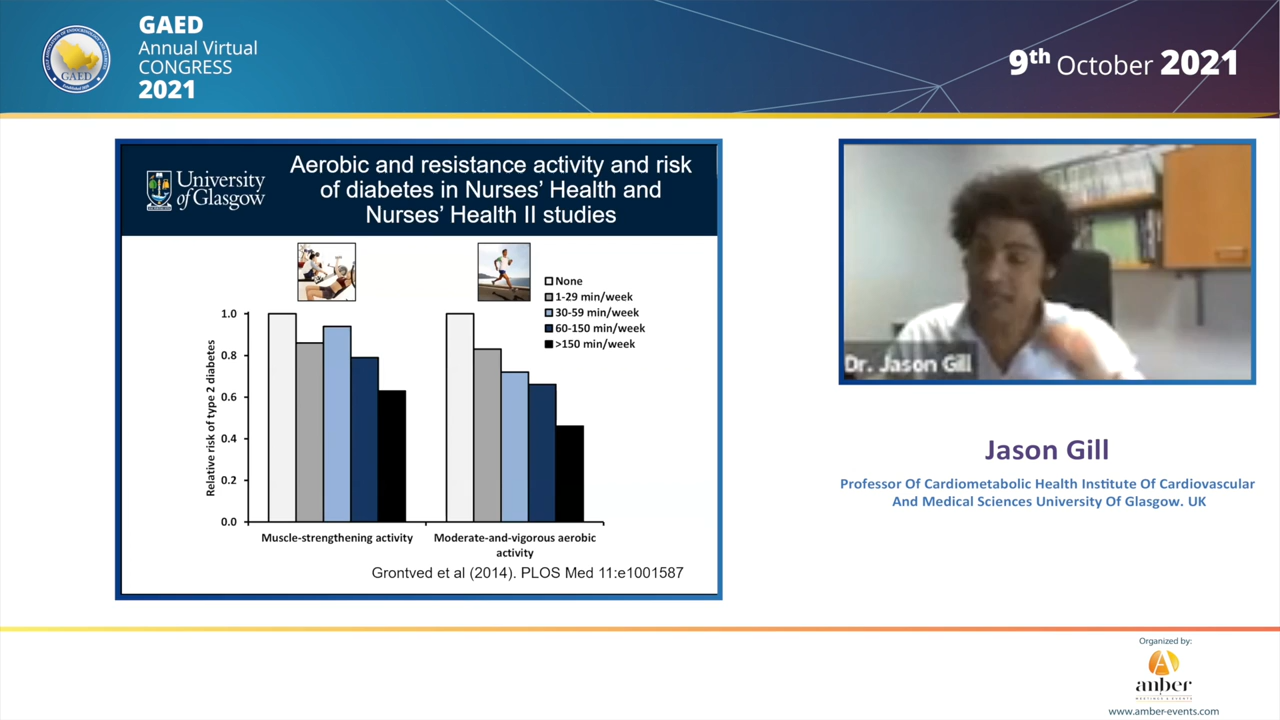 GAED
Annual Virtual
CONGRESS
2021
GAED
9th October 2021
University
of Glasgow
Aerobic and resistance activity and risk
of diabetes in Nurses’ Health and
Nurses’ Health II studies
None
1-29 min/week
30-59 min/week
60-150 min/week
>150 min/week
Relative risk of type 2 diabetes
1.0
0.8
0.6
0.4
0.2
0.0
Muscle-strengthening activity
Moderate-and-vigorous aerobic
activity
Grontved et al (2014). PLOS Med 11:e1001587
Dr. Jason Gill
Jason Gill
Professor Of Cardiometabolic Health Institute Of Cardiovascular
And Medical Sciences University Of Glasgow. UK
Organized by:
anber
www.amber-events.com